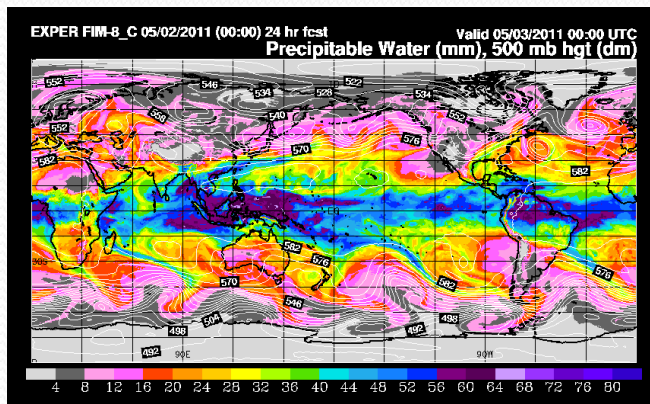 EXPER FIM-8_C 05/02/2011 (00:00) 24 hr fcst
Valid 05/03/2011 00:00 UTC
Precipitable Water (mm), 500 mb hgt (dm)
552 546 534 528 522 534
552 558 540 552
582 570 576 582
EQ
30S 582 576 582 576
570 546
498 504 492
492 90E 90W
4 8 12 16 20 24 28 32 36 40 44 48 52 56 60 64 68 72 76 80